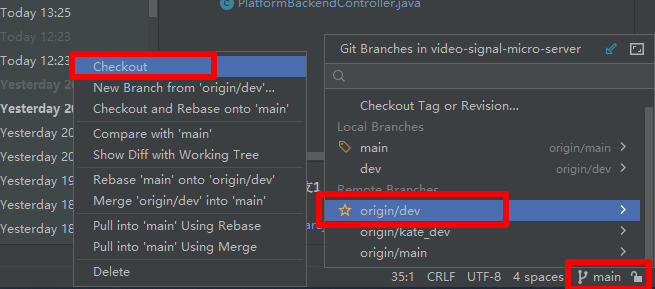 Today 13:25
PlatformBackendController.java
Today 12:23
Today 12:23
Yesterday 20
Yesterday 20
Yesterday 20
Yesterday 20
Yesterday 19
Yesterday 18
Yesterday 18
Checkout
New Branch from 'origin/dev'...
Checkout and Rebase onto 'main'
Compare with 'main'
Show Diff with Working Tree
Rebase 'main' onto 'origin/dev'
Merge 'origin/dev' into 'main'
Pull into 'main' Using Rebase
Pull into 'main' Using Merge
Delete
Git Branches in video-signal-micro-server
Checkout Tag or Revision...
Local Branches
main origin/main
dev origin/dev
Remote Branches
origin/dev
origin/kate_dev
origin/main
35:1 CRLF UTF-8 4 spaces main